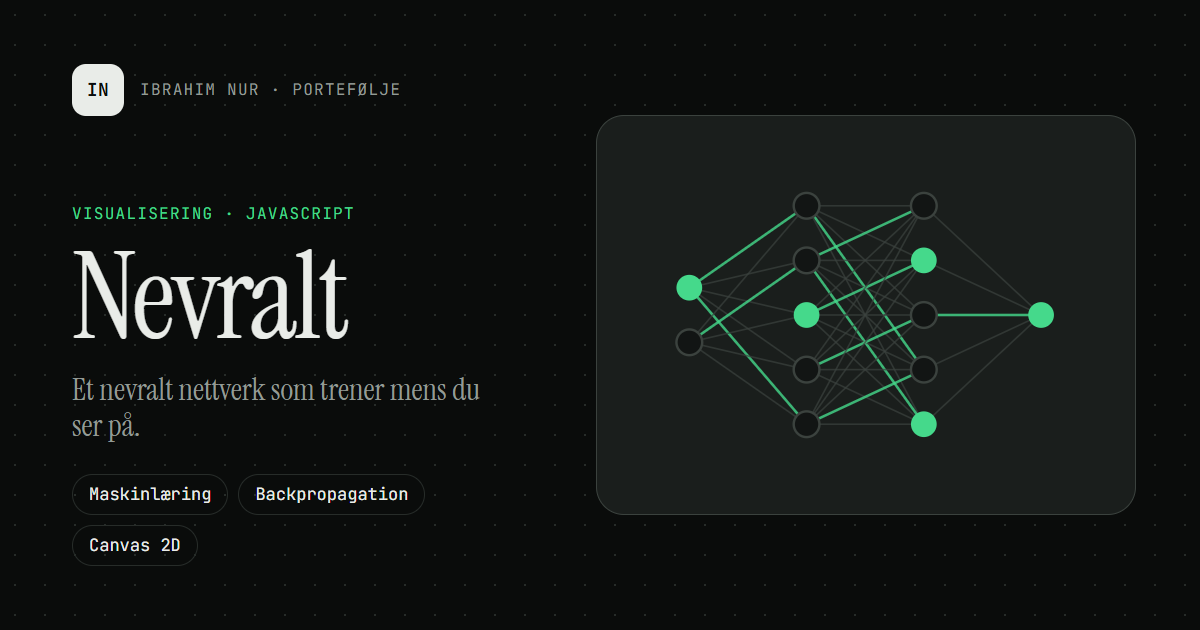 IN
IBRAHIM NUR · PORTEFØLJE
VISUALISERING · JAVASCRIPT
Nevralt
Et nevralt nettverk som trener mens du
ser på.
Maskinlæring
Backpropagation
Canvas 2D